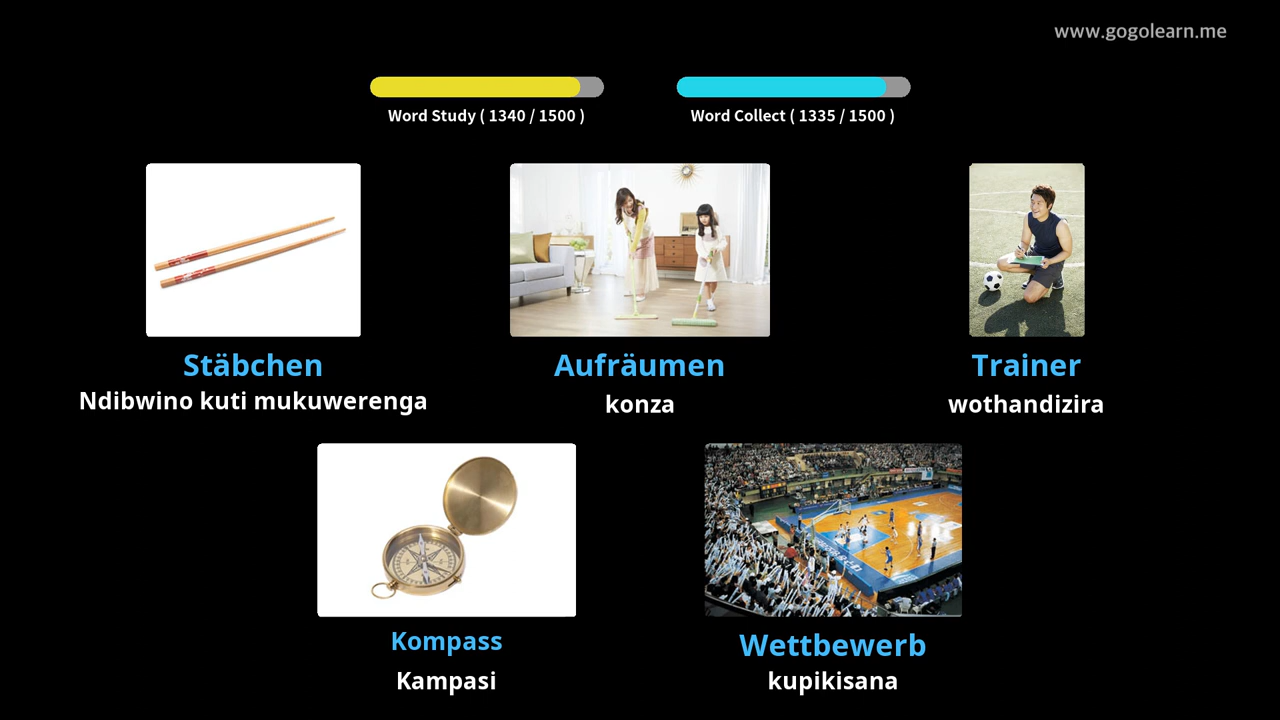 www.gogolearn.me
Word Study ( 1340 / 1500 )
Word Collect ( 1335 / 1500 )
Stäbchen
Ndibwino kuti mukuwerenga
Aufräumen
konza
Trainer
wothandizira
Kompass
Kampasi
Wettbewerb
kupikisana